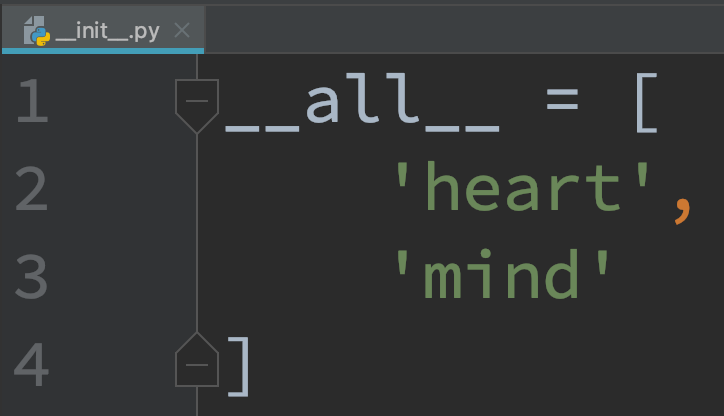 __init__.py
1 __all__ = [
2 'heart',
3 'mind'
4 ]